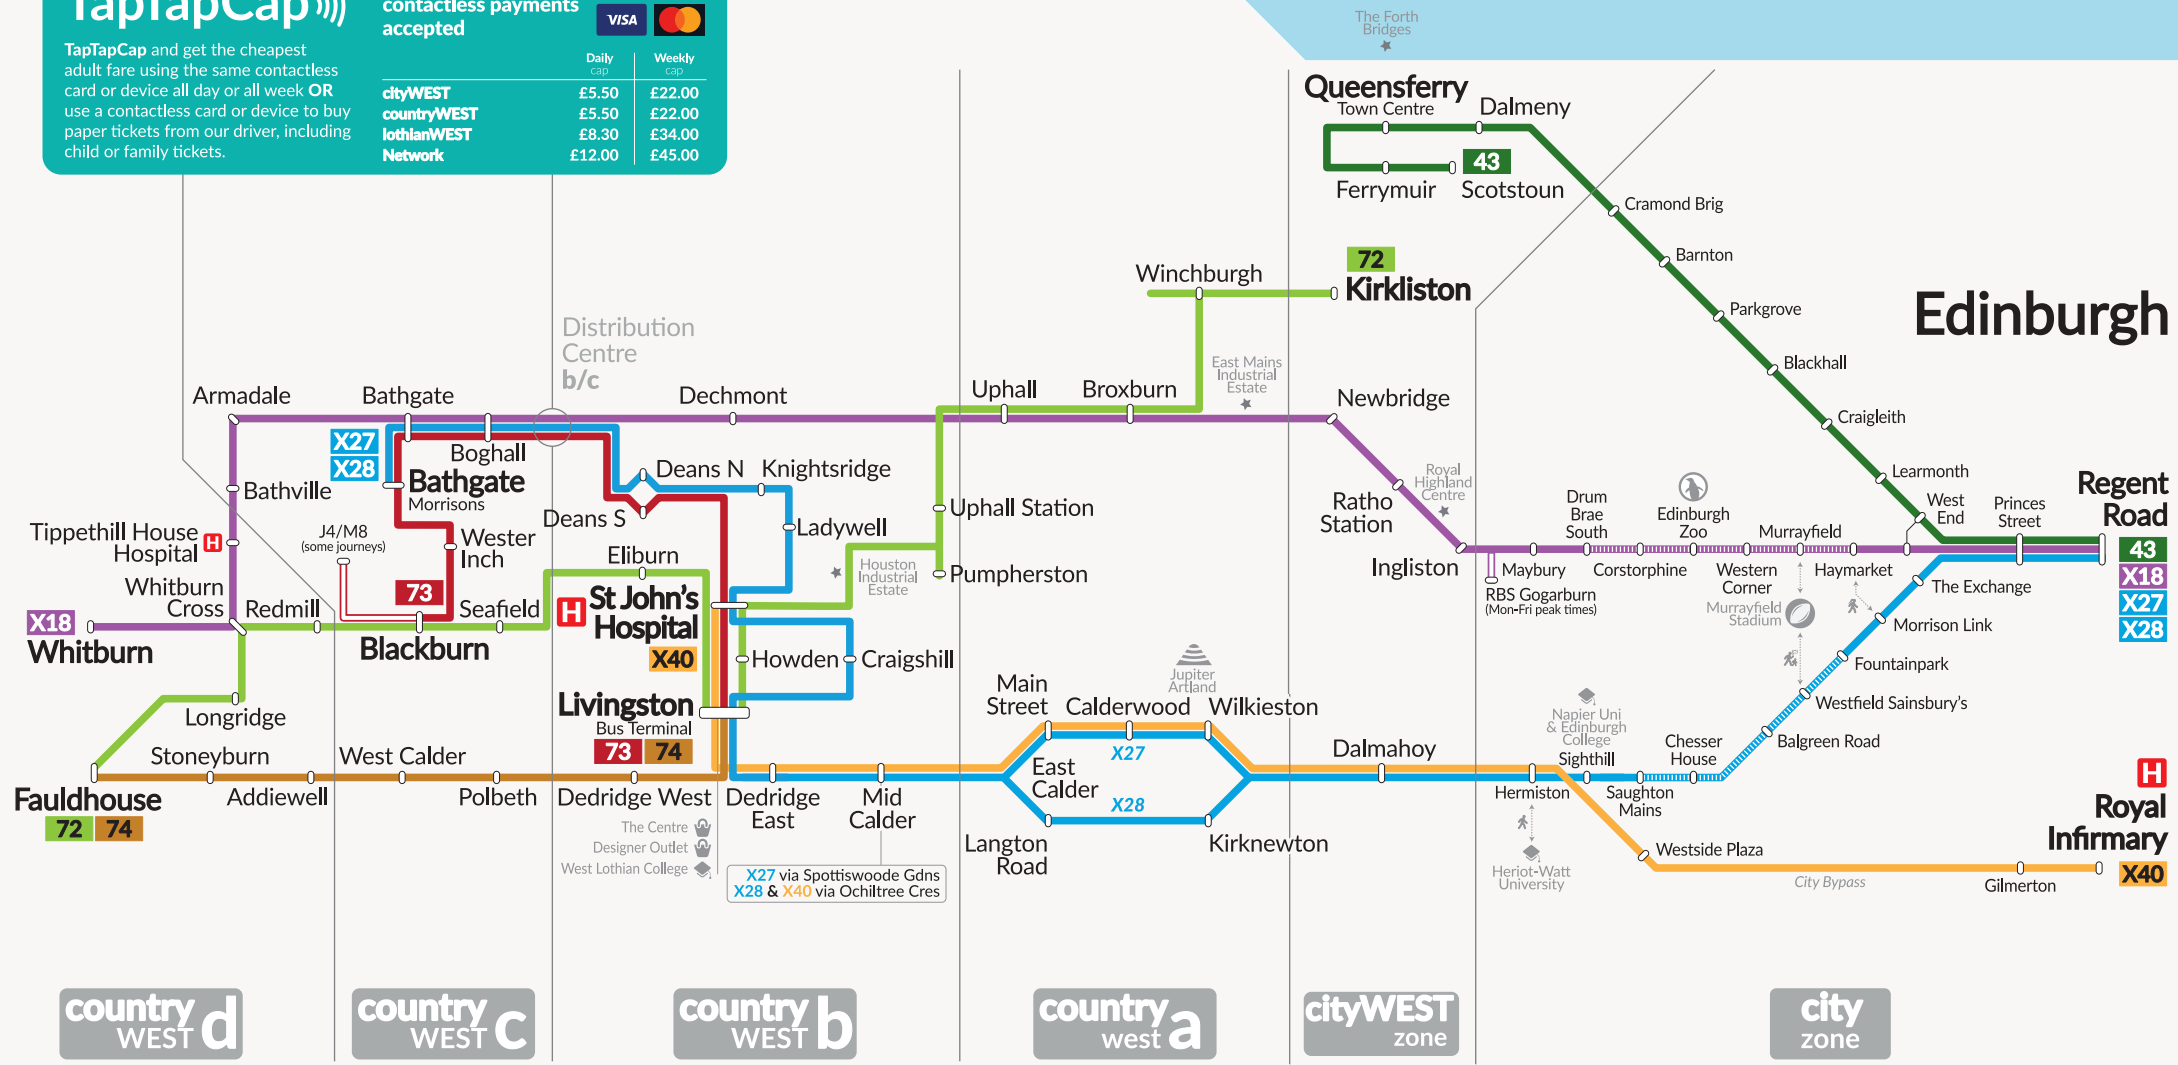 TapTapCap
contactless payments
accepted
VISA
TapTapCap and get the cheapest
adult fare using the same contactless
card or device all day or all week OR
use a contactless card or device to buy
paper tickets from our driver, including
child or family tickets.
Daily
cap
Weekly
cap
cityWEST £5.50 £22.00
countryWEST £5.50 £22.00
lothianWEST £8.30 £34.00
Network £12.00 £45.00
The Forth
Bridges
Queensferry
Town Centre
Dalmeny
43
Ferrymuir
Scotstoun
Cramond Brig
Barnton
Parkgrove
Blackhall
Craigleith
Learmonth
West
End
Princes
Street
Edinburgh
Regent
Road
43
X18
X27
X28
72
Kirkliston
Winchburgh
Distribution
Centre
b/c
East Mains
Industrial
Estate
Armadale
Bathgate
Dechmont
Uphall
Broxburn
Newbridge
X27
X28
Boghall
Bathgate
Morrisons
Deans N
Knightsridge
Bathville
Deans S
Ladywell
Uphall Station
Ratho
Station
Royal
Highland
Centre
Drum
Brae
South
Edinburgh
Zoo
Murrayfield
Tippethill House
Hospital
H
J4/M8
(some journeys)
Wester
Inch
Eliburn
Houston
Industrial
Estate
Pumpherston
Ingliston
Maybury
RBS Gogarburn
(Mon-Fri peak times)
Corstorphine
Western
Corner
Haymarket
The Exchange
Murrayfield
Stadium
Morrison Link
Whitburn
Cross
X18
Whitburn
Redmill
73
Blackburn
Seafield
H
St John's
Hospital
X40
Howden
Craigshill
Fountainpark
Westfield Sainsbury's
Balgreen Road
Longridge
Livingston
Bus Terminal
73
74
Main
Street
Calderwood
Jupiter
Artland
Wilkieston
X27
Dalmahoy
Napier Uni
& Edinburgh
College
Sighthill
Chesser
House
Stoneyburn
West Calder
Fauldhouse
72
74
Addiewell
Polbeth
Dedridge West
Dedridge
East
Mid
Calder
East
Calder
X28
Langton
Road
Kirknewton
Hermiston
Saughton
Mains
Heriot-Watt
University
Westside Plaza
City Bypass
Gilmerton
H
Royal
Infirmary
X40
The Centre
Designer Outlet
West Lothian College
X27 via Spottiswoode Gdns
X28 & X40 via Ochiltree Cres
country
WEST d
country
WEST c
country
WEST b
country
west a
cityWEST
zone
city
zone